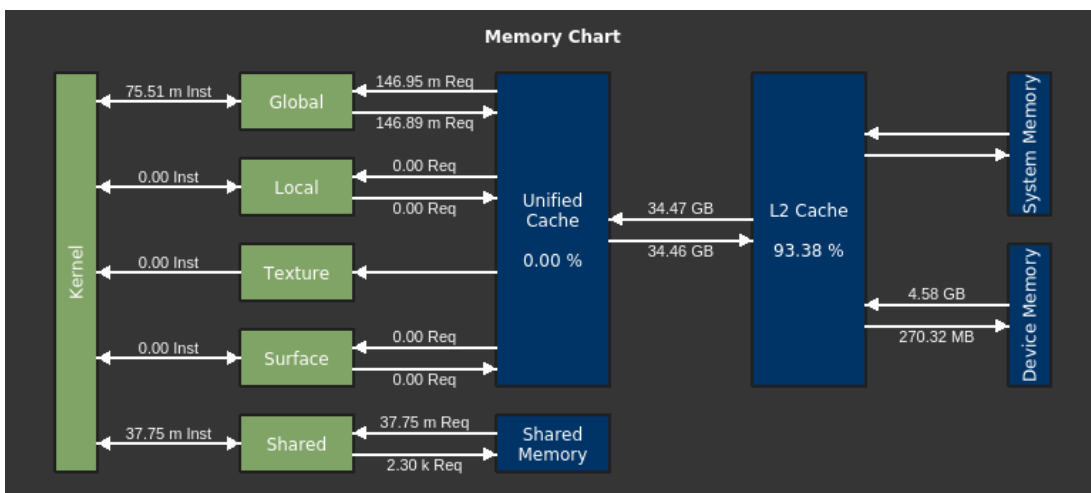 Memory Chart
Kernel
75.51 m Inst
Global
146.95 m Req
146.89 m Req
0.00 Inst
Local
0.00 Req
0.00 Req
0.00 Inst
Texture
0.00 Inst
Surface
0.00 Req
0.00 Req
37.75 m Inst
Shared
37.75 m Req
2.30 k Req
Unified
Cache
0.00 %
Shared
Memory
34.47 GB
34.46 GB
L2 Cache
93.38 %
System Memory
4.58 GB
270.32 MB
Device Memory